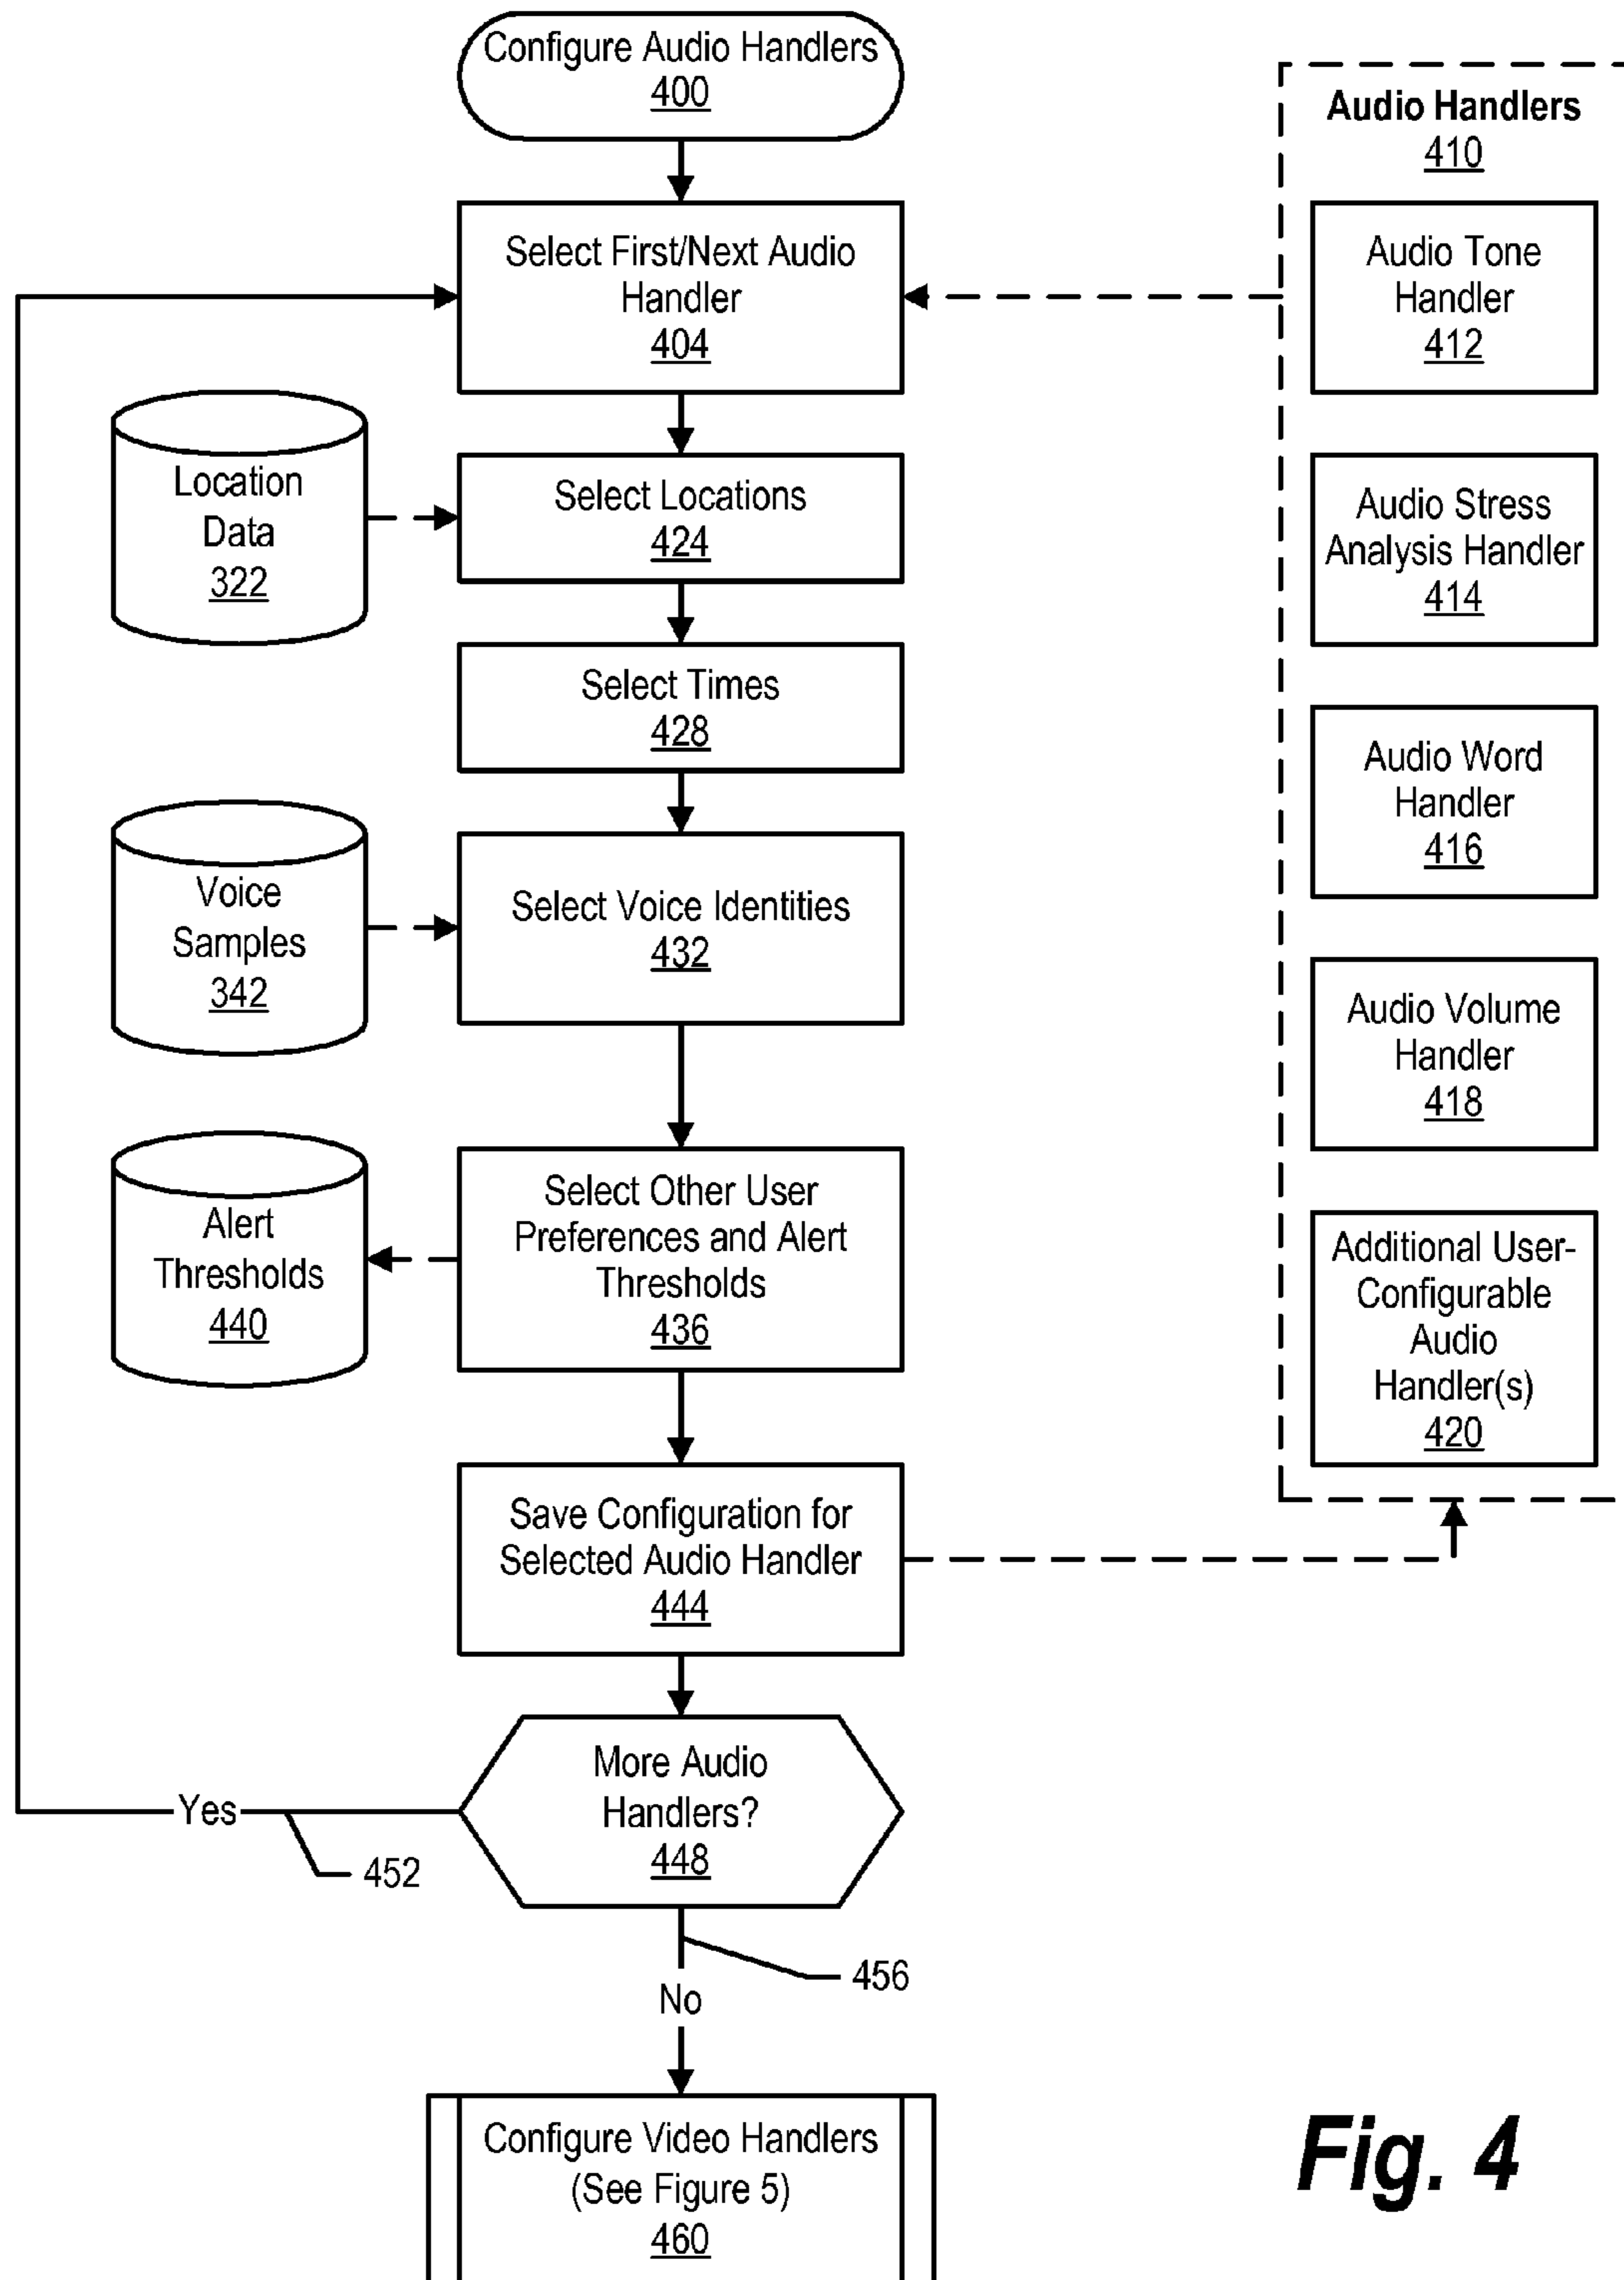 Configure Audio Handlers
400
Select First/Next Audio
Handler
404
Location
Data
322
Select Locations
424
Select Times
428
Voice
Samples
342
Select Voice Identities
432
Alert
Thresholds
440
Select Other User
Preferences and Alert
Thresholds
436
Save Configuration for
Selected Audio Handler
444
More Audio
Handlers?
448
Yes
452
456
No
Configure Video Handlers
(See Figure 5)
460
Audio Handlers
410
Audio Tone
Handler
412
Audio Stress
Analysis Handler
414
Audio Word
Handler
416
Audio Volume
Handler
418
Additional User-
Configurable
Audio
Handler(s)
420
Fig. 4